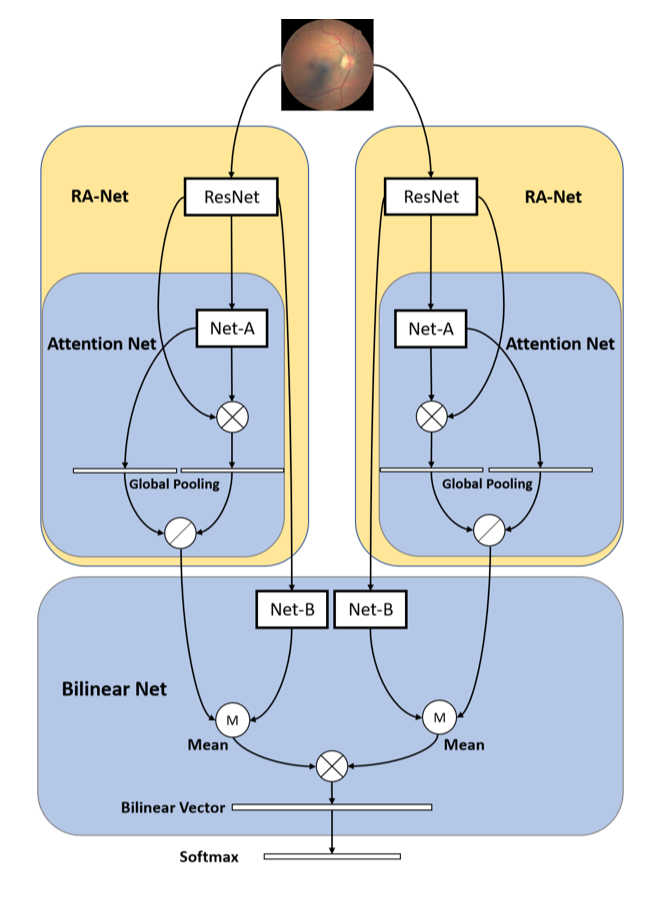 RA-Net
ResNet
ResNet
RA-Net
Attention Net
Net-A
Net-A
Attention Net
Global Pooling
Global Pooling
Net-B
Net-B
Bilinear Net
M
M
Mean
Mean
Bilinear Vector
Softmax